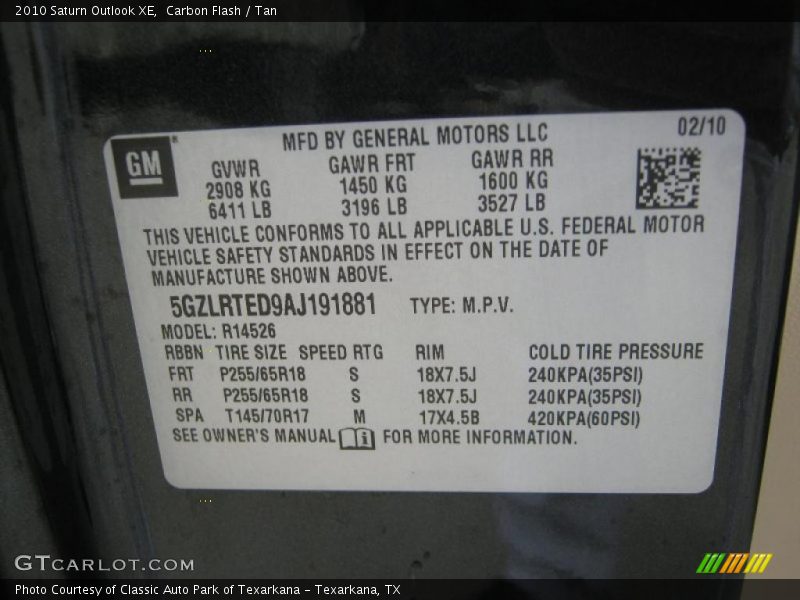 2010 Saturn Outlook XE, Carbon Flash / Tan
02/10
MFD BY GENERAL MOTORS LLC
GM
GVWR GAWR FRT GAWR RR
2908 KG 1450 KG 1600 KG
6411 LB 3196 LB 3527 LB
THIS VEHICLE CONFORMS TO ALL APPLICABLE U.S. FEDERAL MOTOR
VEHICLE SAFETY STANDARDS IN EFFECT ON THE DATE OF
MANUFACTURE SHOWN ABOVE.
5GZLRTED9AJ191881 TYPE: M.P.V.
MODEL: R14526
RBBN TIRE SIZE SPEED RTG RIM COLD TIRE PRESSURE
FRT P255/65R18 S 18X7.5J 240KPA(35PSI)
RR P255/65R18 S 18X7.5J 240KPA(35PSI)
SPA T145/70R17 M 17X4.5B 420KPA(60PSI)
SEE OWNER'S MANUAL FOR MORE INFORMATION.
GTCARLOT.COM
Photo Courtesy of Classic Auto Park of Texarkana - Texarkana, TX